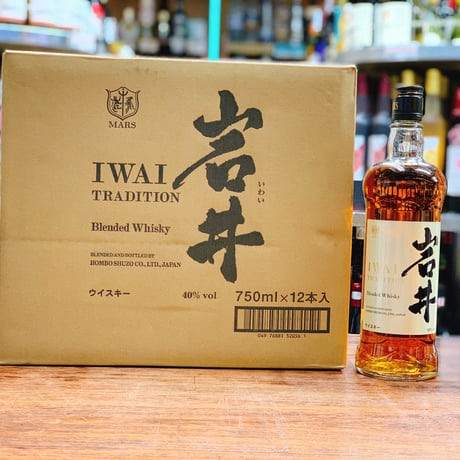 MARS
IWAI
TRADITION
岩井
いわい
Blended Whisky
BLENDED AND BOTTLED BY
HOMBO SHUZO CO., LTD., JAPAN
ウイスキー
40% vol
750ml×12本入
IWAI
TRADITION
岩井
Blended Whisky
ウイスキー